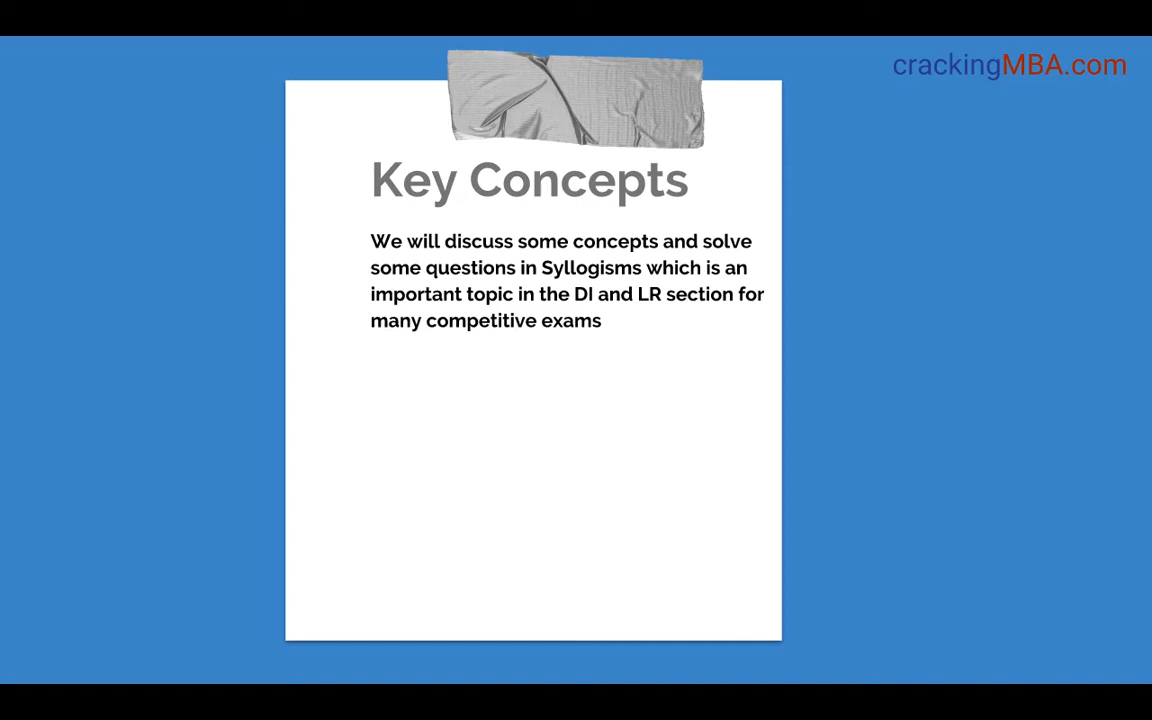 crackingMBA.com
Key Concepts
We will discuss some concepts and solve
some questions in Syllogisms which is an
important topic in the DI and LR section for
many competitive exams